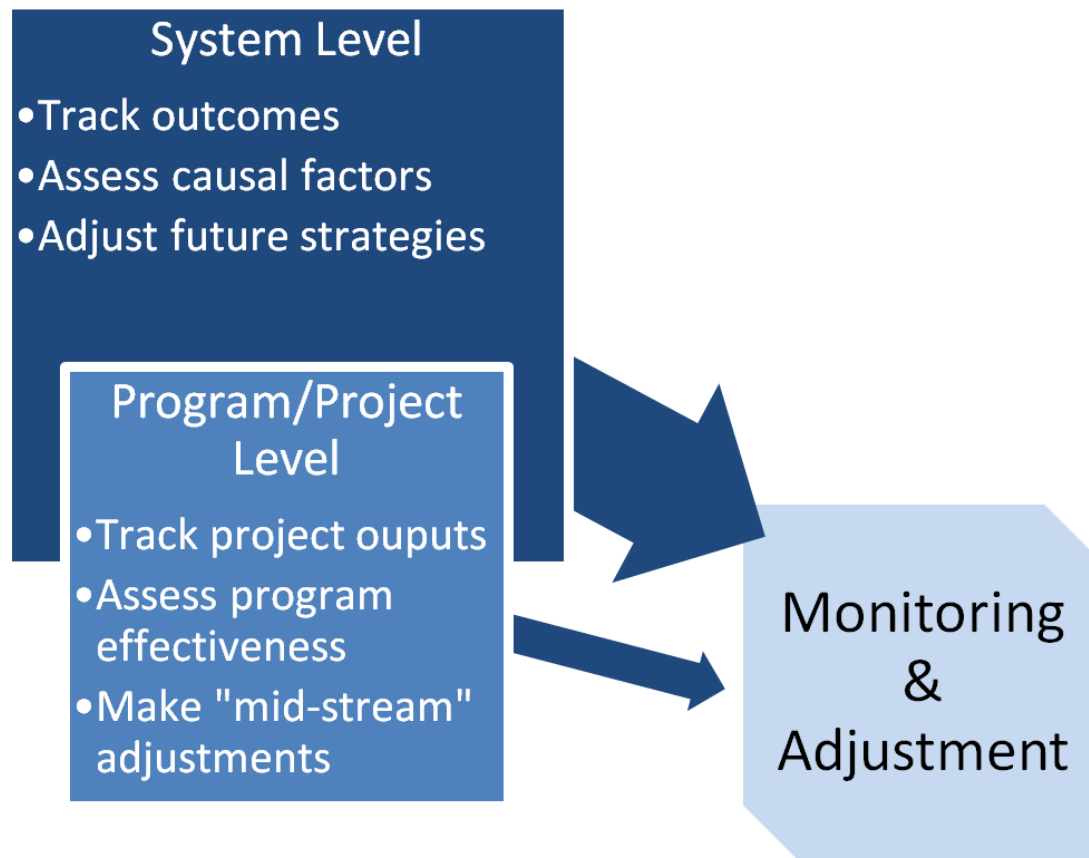 System Level
•Track outcomes
•Assess causal factors
•Adjust future strategies
Program/Project
Level
•Track project ouputs
•Assess program
effectiveness
•Make "mid-stream"
adjustments
Monitoring
&
Adjustment